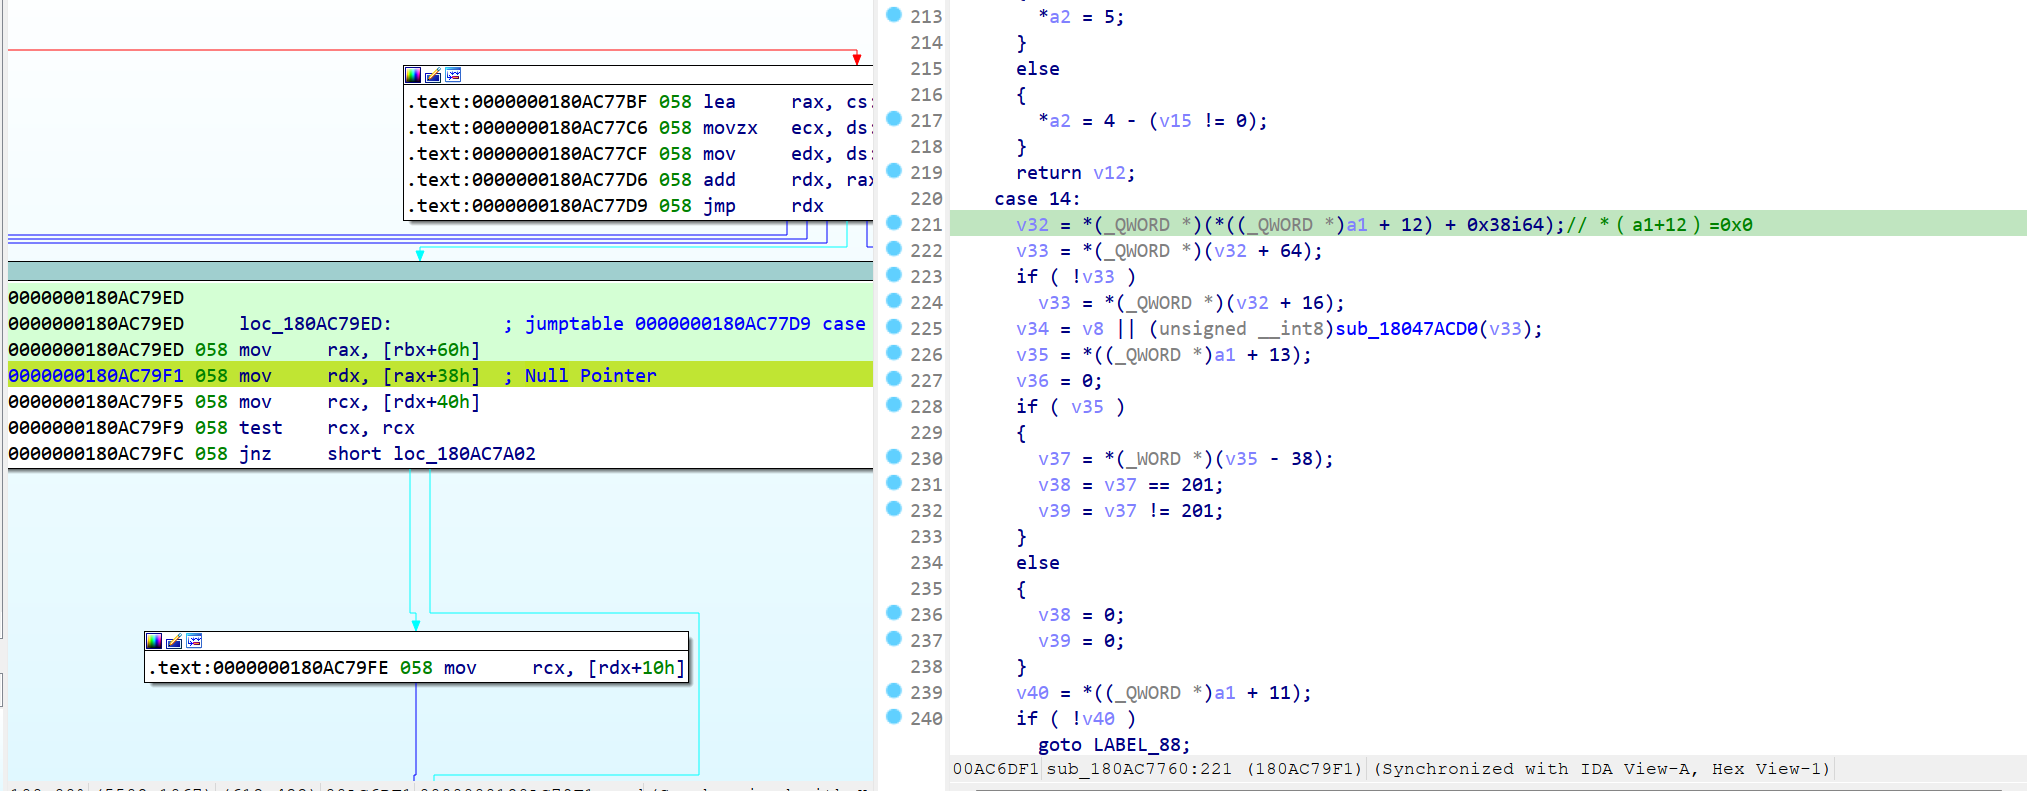 .text:0000000180AC77BF 058 lea rax, cs:
.text:0000000180AC77C6 058 movzx ecx, ds:
.text:0000000180AC77CF 058 mov edx, ds:
.text:0000000180AC77D6 058 add rdx, rax
.text:0000000180AC77D9 058 jmp rdx
0000000180AC79ED
0000000180AC79ED loc_180AC79ED: ; jumptable 0000000180AC77D9 case
0000000180AC79ED 058 mov rax, [rbx+60h]
0000000180AC79F1 058 mov rdx, [rax+38h] ; Null Pointer
0000000180AC79F5 058 mov rcx, [rdx+40h]
0000000180AC79F9 058 test rcx, rcx
0000000180AC79FC 058 jnz short loc_180AC7A02
.text:0000000180AC79FE 058 mov rcx, [rdx+10h]
213 *a2 = 5;
214 }
215 else
216 {
217 *a2 = 4 - (v15 != 0);
218 }
219 return v12;
220 case 14:
221 v32 = *(_QWORD *)(*((_QWORD *)a1 + 12) + 0x38i64);// *（a1+12）=0x0
222 v33 = *(_QWORD *)(v32 + 64);
223 if ( !v33 )
224 v33 = *(_QWORD *)(v32 + 16);
225 v34 = v8 || (unsigned __int8)sub_18047ACD0(v33);
226 v35 = *((_QWORD *)a1 + 13);
227 v36 = 0;
228 if ( v35 )
229 {
230 v37 = *(_WORD *)(v35 - 38);
231 v38 = v37 == 201;
232 v39 = v37 != 201;
233 }
234 else
235 {
236 v38 = 0;
237 v39 = 0;
238 }
239 v40 = *((_QWORD *)a1 + 11);
240 if ( !v40 )
goto LABEL_88;
00AC6DF1 sub_180AC7760:221 (180AC79F1) (Synchronized with IDA View-A, Hex View-1)